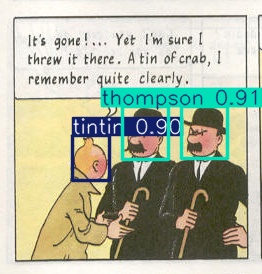 It's gone!... Yet I'm sure I
threw it there. A tin of crab, I
remember quite clearly.
thompson 0.91
tintin 0.90